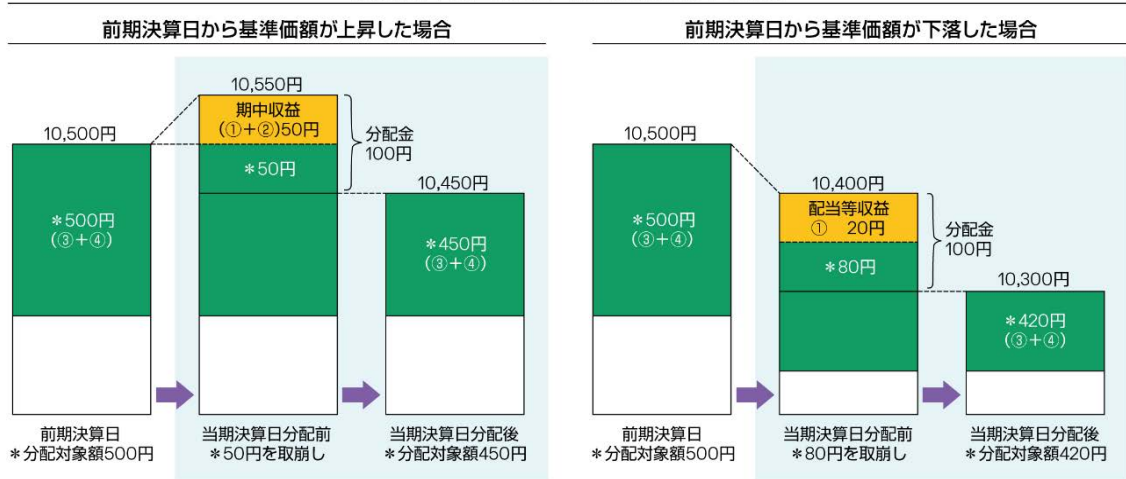 前期決算日から基準価額が上昇した場合
10,550円
期中収益
(①+②)50円
分配金
100円
10,500円
*50円
10,450円
*500円
(③+④)
*450円
(③+④)
前期決算日
*分配対象額500円
当期決算日分配前
*50円を取崩し
当期決算日分配後
*分配対象額450円
前期決算日から基準価額が下落した場合
10,500円
10,400円
配当等収益
① 20円
分配金
100円
*500円
(③+④)
*80円
10,300円
*420円
(③+④)
前期決算日
*分配対象額500円
当期決算日分配前
*80円を取崩し
当期決算日分配後
*分配対象額420円